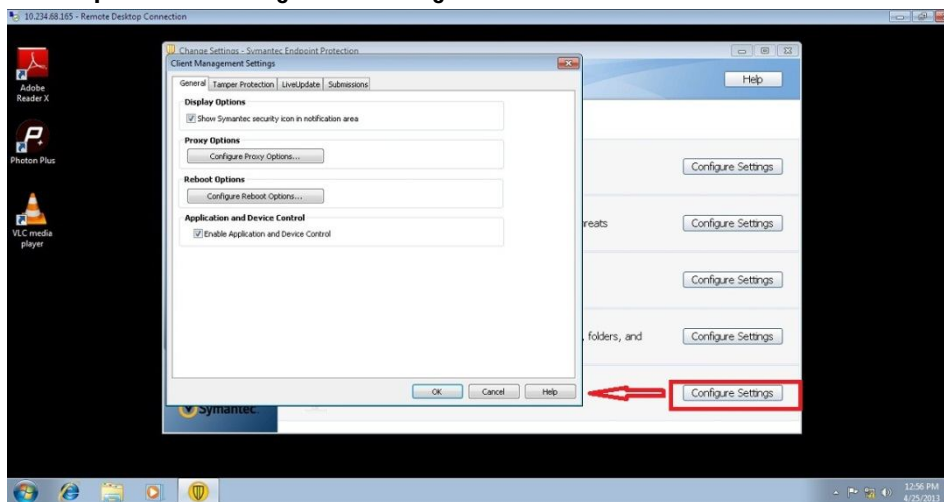 10.234.68.165 - Remote Desktop Connection
Adobe
Reader X
Photon Plus
VLC media
player
Change Settings - Symantec Endpoint Protection
Help
Client Management Settings
General Tamper Protection LiveUpdate Submissions
Display Options
Show Symantec security icon in notification area
Proxy Options
Configure Proxy Options...
Reboot Options
Configure Reboot Options...
Application and Device Control
Enable Application and Device Control
OK Cancel Help
Configure Settings
reats Configure Settings
Configure Settings
, folders, and Configure Settings
Configure Settings
Symantec.
12:56 PM
4/25/2013